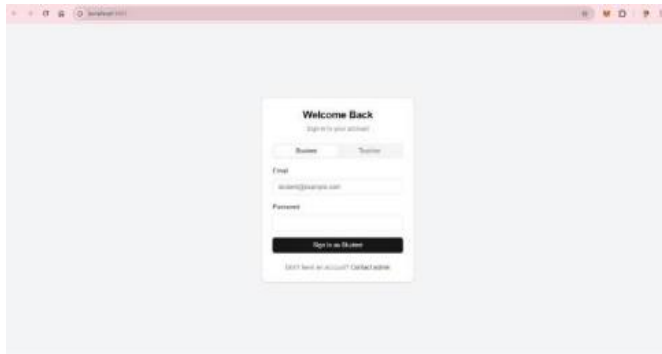 Welcome Back
Sign in to your account
Student Teacher
Email
student@example.com
Password
Sign In as Student
Don't have an account? Contact admin